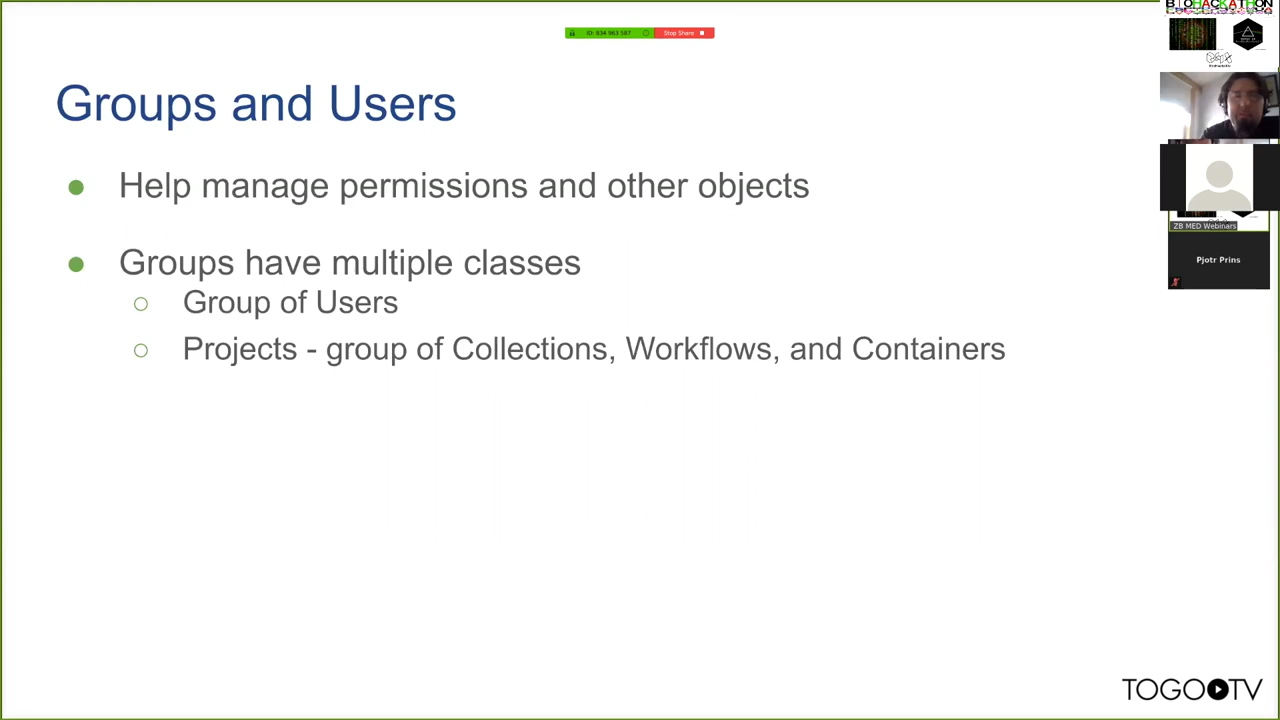 BIOHACKATHON
ID: 834 963 587
Stop Share
Groups and Users
Help manage permissions and other objects
Groups have multiple classes
Group of Users
Projects - group of Collections, Workflows, and Containers
ZB MED Webinars
Pjotr Prins
TOGO TV